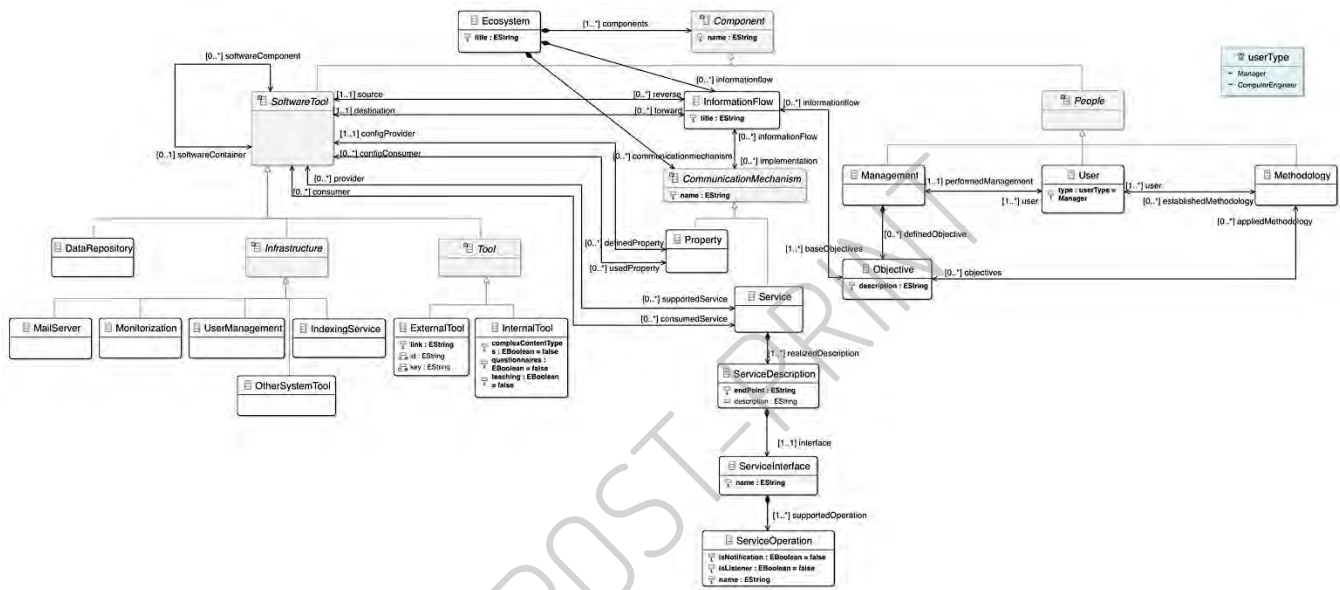 Ecosystem
title : EString
[1..*] components
Component
name : EString
[0..*] softwareComponent
[0..*] informationflow
userType
Manager
ComputerEngineer
SoftwareTool
[1..1] source
[0..*] reverse
[1..1] destination
[0..*] forward
InformationFlow
title : EString
[0..*] informationflow
People
[1..1] configProvider
[0..1] softwareContainer
[0..*] configConsumer
[0..*] informationFlow
[0..*] communicationmechanism
[0..*] implementation
[0..*] provider
[0..*] consumer
CommunicationMechanism
name : EString
Management
[1..1] performedManagement
[1..*] user
User
type : userType =
Manager
[1..*] user
[0..*] establishedMethodology
Methodology
[0..*] appliedMethodology
DataRepository
Infrastructure
Tool
[0..*] definedProperty
[0..*] usedProperty
Property
[0..*] definedObjective
[1..*] baseObjectives
Objective
description : EString
[0..*] objectives
MailServer
Monitorization
UserManagement
IndexingService
OtherSystemTool
ExternalTool
link : EString
id : EString
key : EString
InternalTool
complexContentType
s : EBoolean = false
questionnaires :
EBoolean = false
teaching : EBoolean
= false
[0..*] supportedService
[0..*] consumedService
Service
[1..*] realizedDescription
ServiceDescription
endPoint : EString
description : EString
[1..1] interface
ServiceInterface
name : EString
[1..*] supportedOperation
ServiceOperation
isNotification : EBoolean = false
isListener : EBoolean = false
name : EString
POST-PRINT